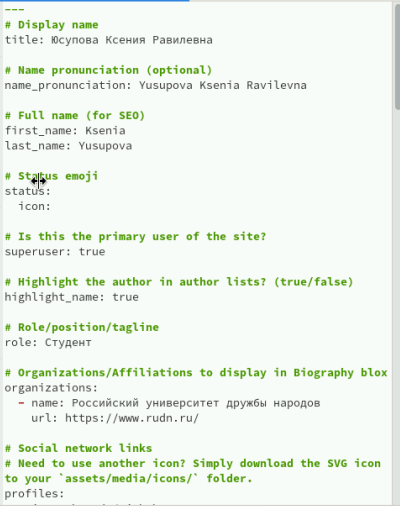 ---
# Display name
title: Юсупова Ксения Равилевна
# Name pronunciation (optional)
name_pronunciation: Yusupova Ksenia Ravilevna
# Full name (for SEO)
first_name: Ksenia
last_name: Yusupova
# Status emoji
status:
icon:
# Is this the primary user of the site?
superuser: true
# Highlight the author in author lists? (true/false)
highlight_name: true
# Role/position/tagline
role: Студент
# Organizations/Affiliations to display in Biography blox
organizations:
- name: Российский университет дружбы народов
url: https://www.rudn.ru/
# Social network links
# Need to use another icon? Simply download the SVG icon
to your `assets/media/icons/` folder.
profiles: